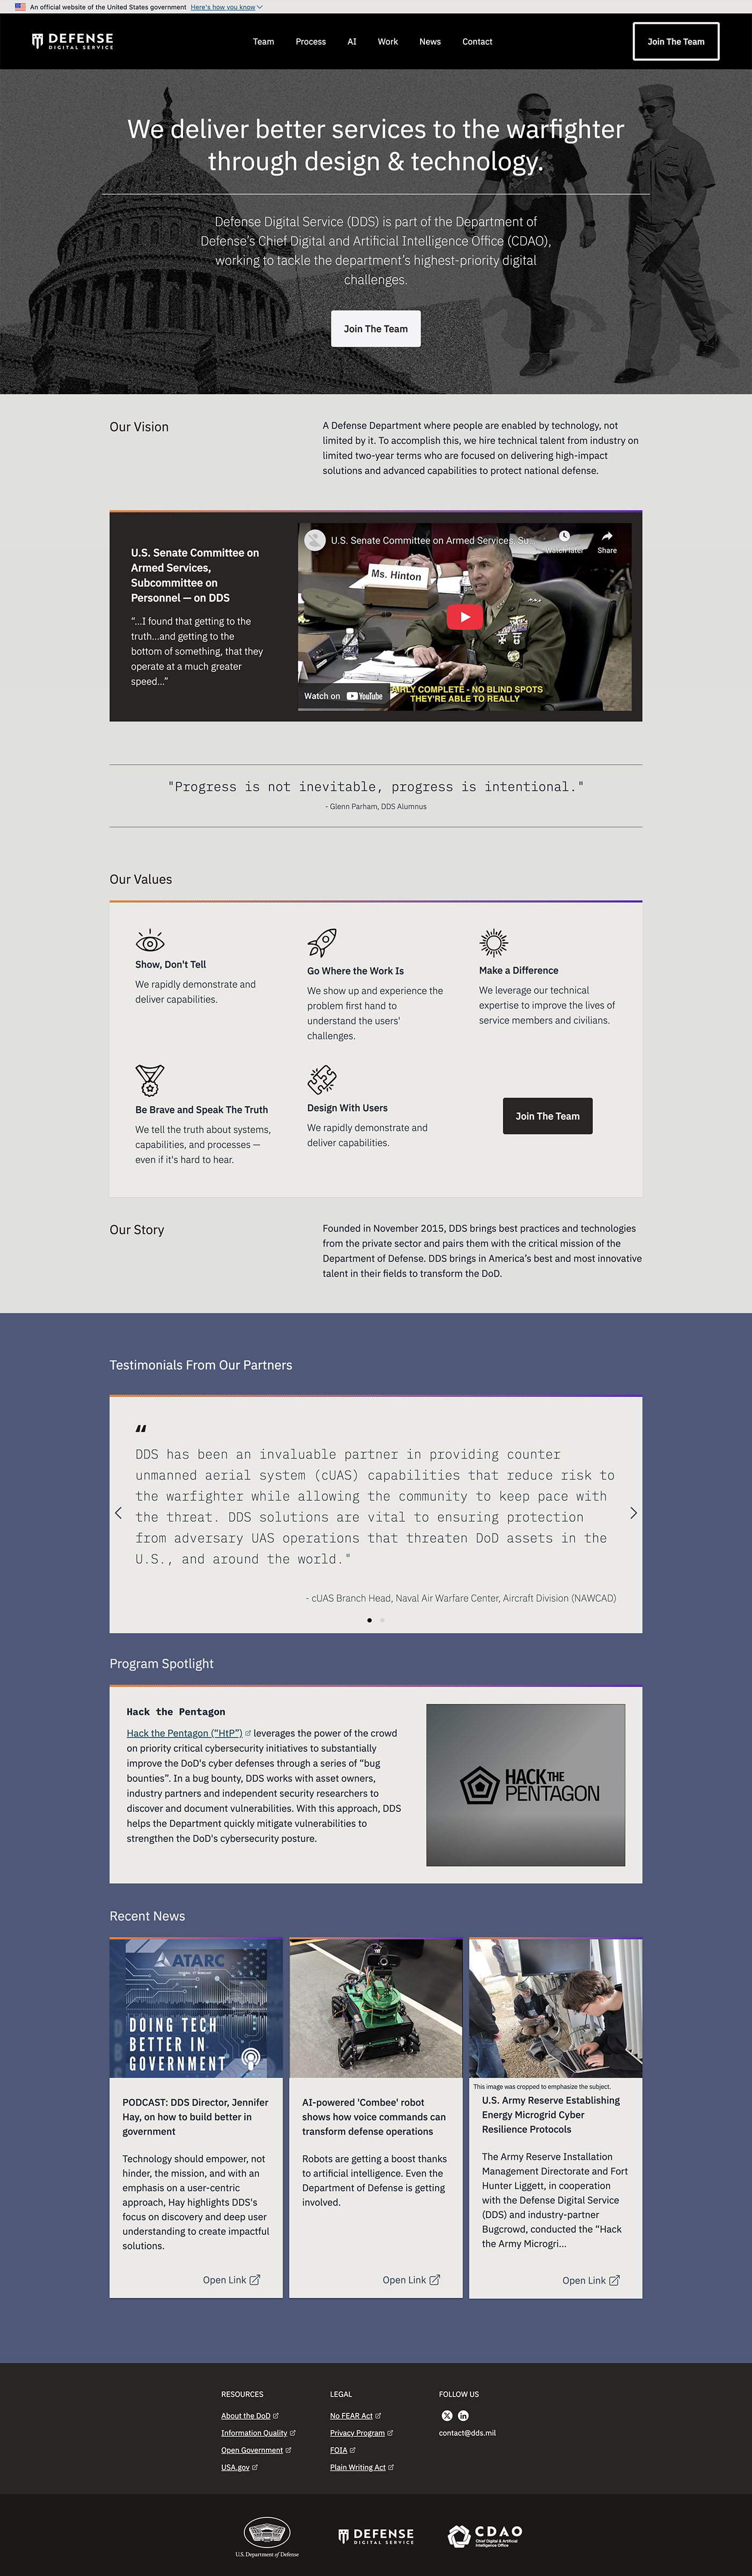 An official website of the United States government Here's how you know
DEFENSE
DIGITAL SERVICE
Team Process AI Work News Contact
Join The Team
We deliver better services to the warfighter
through design & technology.
Defense Digital Service (DDS) is part of the Department of
Defense's Chief Digital and Artificial Intelligence Office (CDAO),
working to tackle the department's highest-priority digital
challenges.
Join The Team
Our Vision
A Defense Department where people are enabled by technology, not
limited by it. To accomplish this, we hire technical talent from industry on
limited two-year terms who are focused on delivering high-impact
solutions and advanced capabilities to protect national defense.
U.S. Senate Committee on
Armed Services,
Subcommittee on
Personnel — on DDS
“...I found that getting to the
truth...and getting to the
bottom of something, that they
operate at a much greater
speed...”
U.S. Senate Committee on Armed Services, Su
Watch later
Share
Ms. Hinton
Watch on YouTube
EARLY COMPLETE - NO BLIND SPOTS
THEY'RE ABLE TO REALLY
"Progress is not inevitable, progress is intentional."
- Glenn Parham, DDS Alumnus
Our Values
Show, Don't Tell
We rapidly demonstrate and
deliver capabilities.
Go Where the Work Is
We show up and experience the
problem first hand to
understand the users'
challenges.
Make a Difference
We leverage our technical
expertise to improve the lives of
service members and civilians.
Be Brave and Speak The Truth
We tell the truth about systems,
capabilities, and processes —
even if it's hard to hear.
Design With Users
We rapidly demonstrate and
deliver capabilities.
Join The Team
Our Story
Founded in November 2015, DDS brings best practices and technologies
from the private sector and pairs them with the critical mission of the
Department of Defense. DDS brings in America's best and most innovative
talent in their fields to transform the DoD.
Testimonials From Our Partners
“
DDS has been an invaluable partner in providing counter
unmanned aerial system (cUAS) capabilities that reduce risk to
the warfighter while allowing the community to keep pace with
the threat. DDS solutions are vital to ensuring protection
from adversary UAS operations that threaten DoD assets in the
U.S., and around the world."
- cUAS Branch Head, Naval Air Warfare Center, Aircraft Division (NAWCAD)
Program Spotlight
Hack the Pentagon
Hack the Pentagon (“HtP”) leverages the power of the crowd
on priority critical cybersecurity initiatives to substantially
improve the DoD's cyber defenses through a series of “bug
bounties”. In a bug bounty, DDS works with asset owners,
industry partners and independent security researchers to
discover and document vulnerabilities. With this approach, DDS
helps the Department quickly mitigate vulnerabilities to
strengthen the DoD's cybersecurity posture.
HACK THE
PENTAGON
Recent News
ATARC
DOING TECH
BETTER IN
GOVERNMENT
PODCAST: DDS Director, Jennifer
Hay, on how to build better in
government
Technology should empower, not
hinder, the mission, and with an
emphasis on a user-centric
approach, Hay highlights DDS's
focus on discovery and deep user
understanding to create impactful
solutions.
Open Link
AI-powered 'Combee' robot
shows how voice commands can
transform defense operations
Robots are getting a boost thanks
to artificial intelligence. Even the
Department of Defense is getting
involved.
Open Link
This image was cropped to emphasize the subject.
U.S. Army Reserve Establishing
Energy Microgrid Cyber
Resilience Protocols
The Army Reserve Installation
Management Directorate and Fort
Hunter Liggett, in cooperation
with the Defense Digital Service
(DDS) and industry-partner
Bugcrowd, conducted the “Hack
the Army Microgri...
Open Link
RESOURCES
About the DoD
Information Quality
Open Government
USA.gov
LEGAL
No FEAR Act
Privacy Program
FOIA
Plain Writing Act
FOLLOW US
contact@dds.mil
U.S. Department of Defense
DEFENSE
DIGITAL SERVICE
CDAO
Chief Digital & Artificial
Intelligence Office